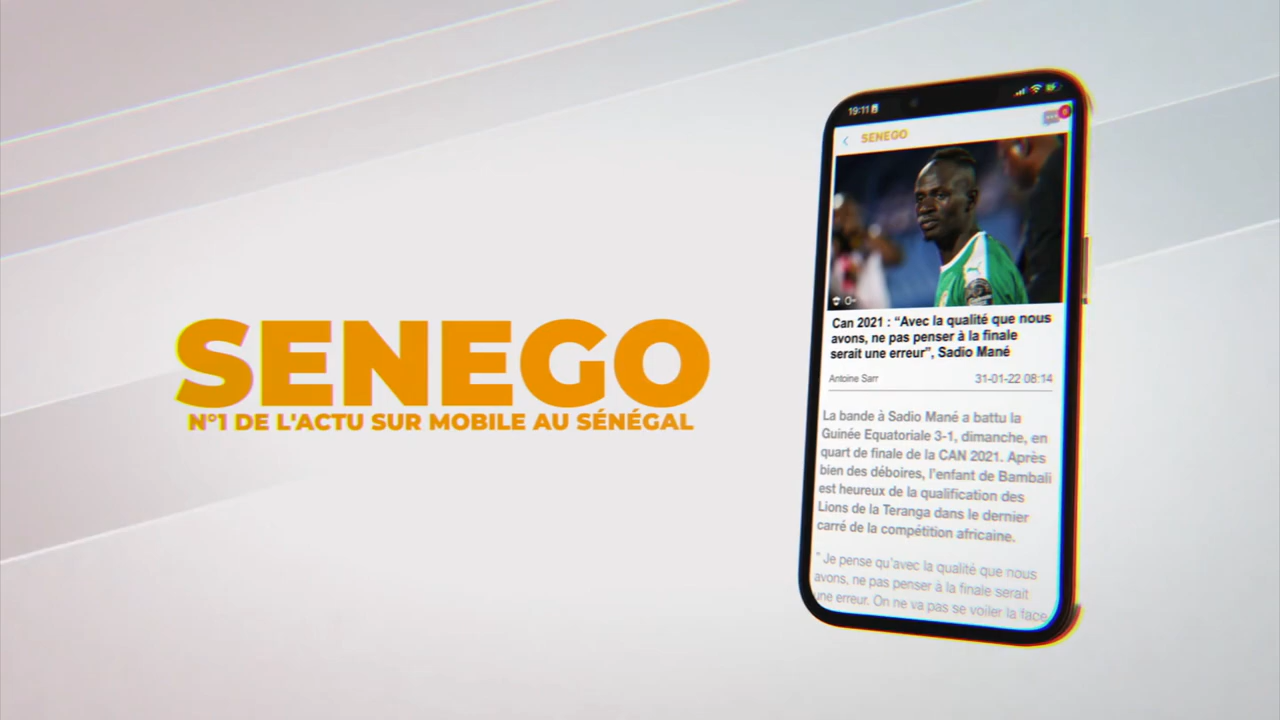 SENEGO
N°1 DE L'ACTU SUR MOBILE AU SÉNÉGAL
19:11
SENEGO
Can 2021 : “Avec la qualité que nous
avons, ne pas penser à la finale
serait une erreur”, Sadio Mané
Antoine Sarr 31-01-22 08:14
La bande à Sadio Mané a battu la
Guinée Equatoriale 3-1, dimanche, en
quart de finale de la CAN 2021. Après
bien des déboires, l'enfant de Bambali
est heureux de la qualification des
Lions de la Teranga dans le dernier
carré de la compétition africaine.
" Je pense qu'avec la qualité que nous
avons, ne pas penser à la finale serait
une erreur. On ne va pas se voiler la face